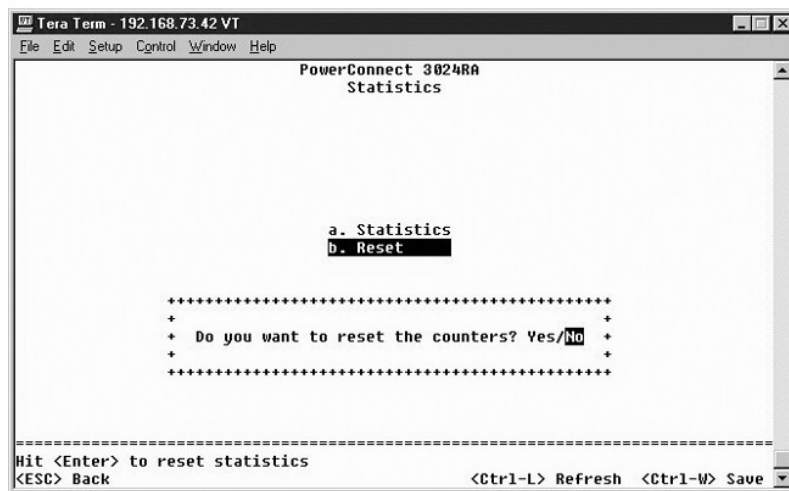 Tera Term - 192.168.73.42 VT
File Edit Setup Control Window Help
PowerConnect 3024RA
Statistics
a. Statistics
b. Reset
+++++++++++++++++++++++++++++++++++++++++++++++
+ +
+ Do you want to reset the counters? Yes/No +
+ +
+++++++++++++++++++++++++++++++++++++++++++++++
================================================================================
Hit <Enter> to reset statistics
<ESC> Back <Ctrl-L> Refresh <Ctrl-W> Save